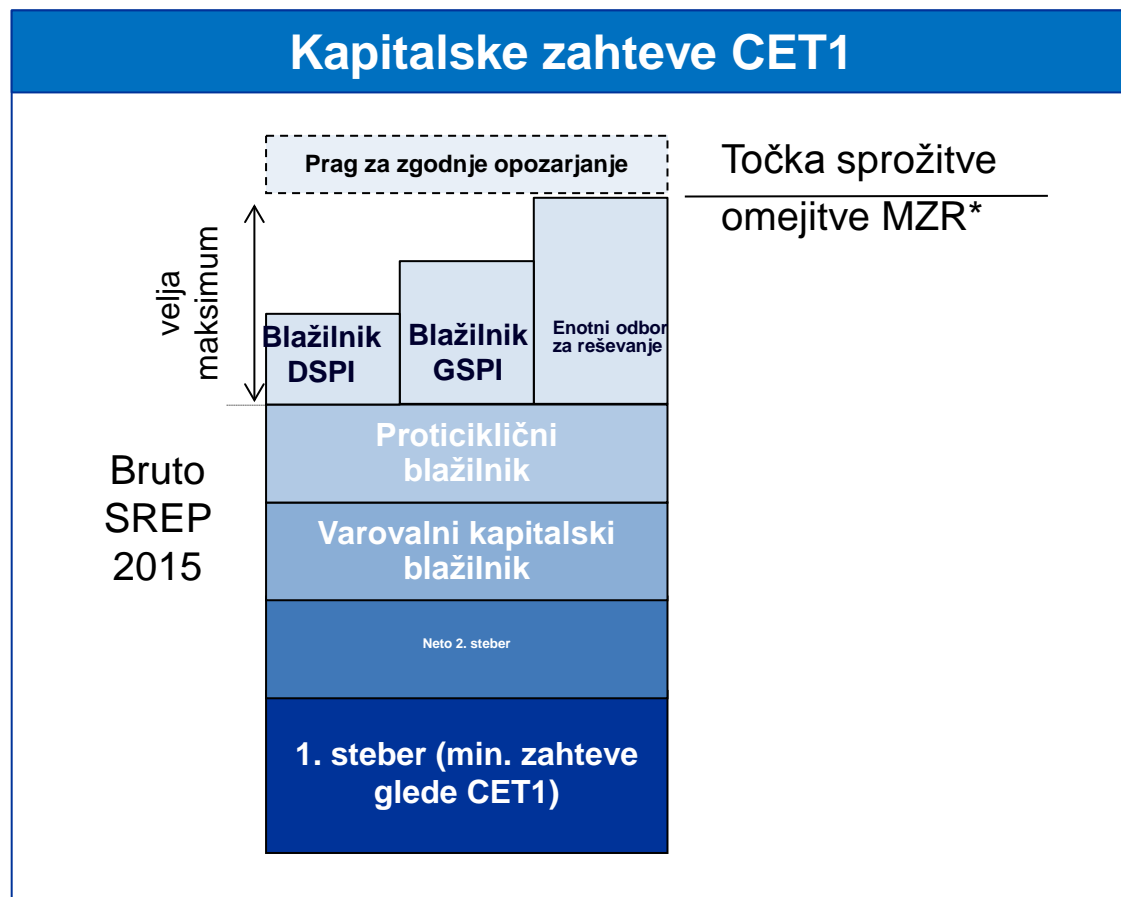 Kapitalske zahteve CET1
Prag za zgodnje opozarjanje
Točka sprožitve
omejitve MZR*
velja
maksimum
Blažilnik
DSPI
Blažilnik
GSPI
Enotni odbor
za reševanje
Proticiklični
blažilnik
Bruto
SREP
2015
Varovalni kapitalski
blažilnik
Neto 2. steber
1. steber (min. zahteve
glede CET1)